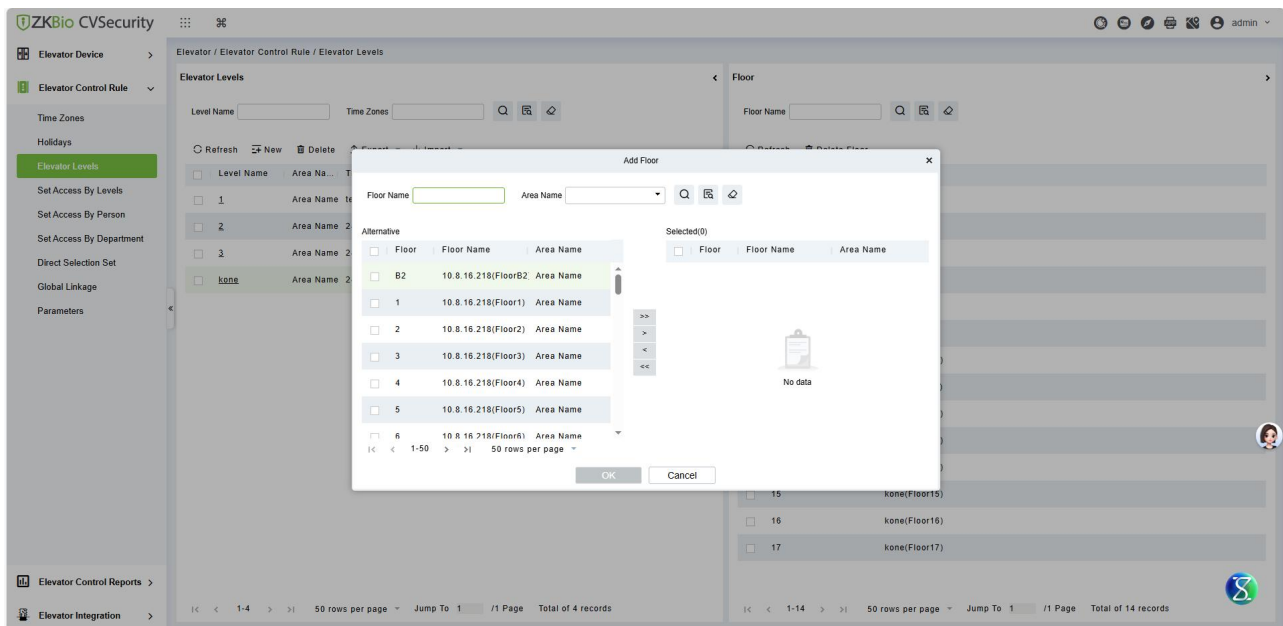 ZKBio CVSecurity
admin
Elevator Device
Elevator Control Rule
Time Zones
Holidays
Elevator Levels
Set Access By Levels
Set Access By Person
Set Access By Department
Direct Selection Set
Global Linkage
Parameters
Elevator Control Reports
Elevator Integration
Elevator / Elevator Control Rule / Elevator Levels
Elevator Levels
Level Name Time Zones
Refresh New Delete Export Import
Level Name Area Na... T
1 Area Name te
2 Area Name 2
3 Area Name 2
kone Area Name 2
1-4 50 rows per page Jump To 1 /1 Page Total of 4 records
Floor
Floor Name
Refresh Delete Floor
15 kone(Floor15)
16 kone(Floor16)
17 kone(Floor17)
1-14 50 rows per page Jump To 1 /1 Page Total of 14 records
Add Floor
Floor Name Area Name
Alternative
Floor Floor Name Area Name
B2 10.8.16.218(FloorB2) Area Name
1 10.8.16.218(Floor1) Area Name
2 10.8.16.218(Floor2) Area Name
3 10.8.16.218(Floor3) Area Name
4 10.8.16.218(Floor4) Area Name
5 10.8.16.218(Floor5) Area Name
6 10.8.16.218(Floor6) Area Name
1-50 50 rows per page
>>
>
<
<<
Selected(0)
Floor Floor Name Area Name
No data
OK Cancel